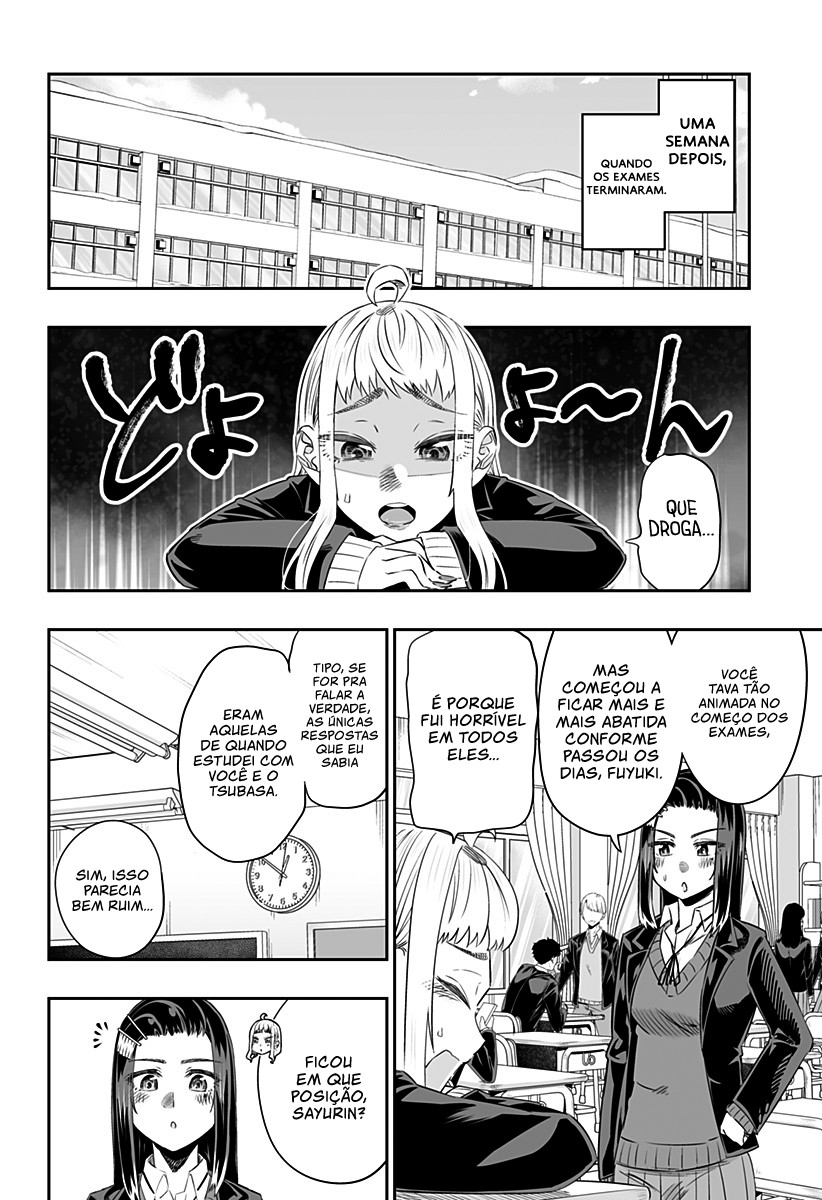 UMA
SEMANA
DEPOIS,
QUANDO
OS EXAMES
TERMINARAM.
どよ
よ〜ん
QUE
DROGA...
VOCÊ
TAVA TÃO
ANIMADA NO
COMEÇO DOS
EXAMES,
MAS
COMEÇOU A
FICAR MAIS E
MAIS ABATIDA
CONFORME
PASSOU OS
DIAS, FUYUKI.
É PORQUE
FUI HORRÍVEL
EM TODOS
ELES...
TIPO, SE
FOR PRA
FALAR A
VERDADE,
AS ÚNICAS
RESPOSTAS
QUE EU
SABIA
ERAM
AQUELAS
DE QUANDO
ESTUDEI COM
VOCÊ E O
TSUBASA.
SIM, ISSO
PARECIA
BEM RUIM...
FICOU
EM QUE
POSIÇÃO,
SAYURIN?